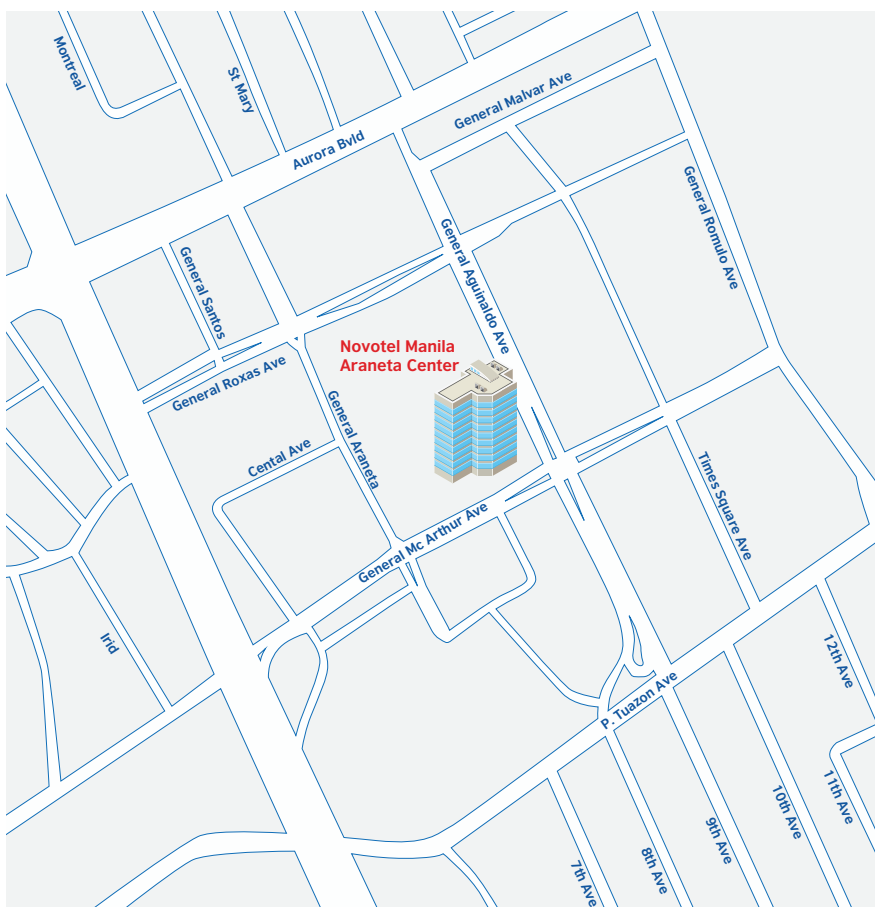 Montreal
St Mary
Aurora Bvld
General Malvar Ave
General Romulo Ave
General Santos
General Aguinaldo Ave
Novotel Manila
Araneta Center
General Roxas Ave
General Araneta
Cental Ave
General Mc Arthur Ave
Times Square Ave
Irid
12th Ave
P. Tuazon Ave
11th Ave
10th Ave
9th Ave
8th Ave
7th Ave